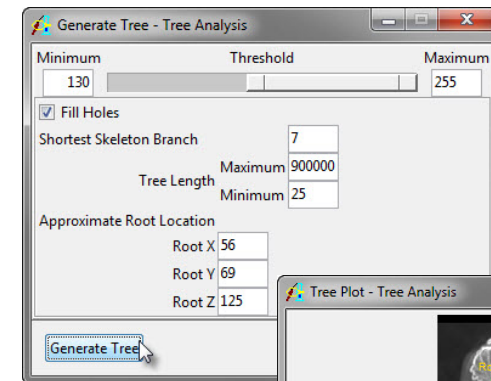 Generate Tree - Tree Analysis
Minimum Threshold Maximum
130 255
Fill Holes
Shortest Skeleton Branch 7
Maximum 900000
Tree Length
Minimum 25
Approximate Root Location
Root X 56
Root Y 69
Root Z 125
Tree Plot - Tree Analysis
Generate Tree